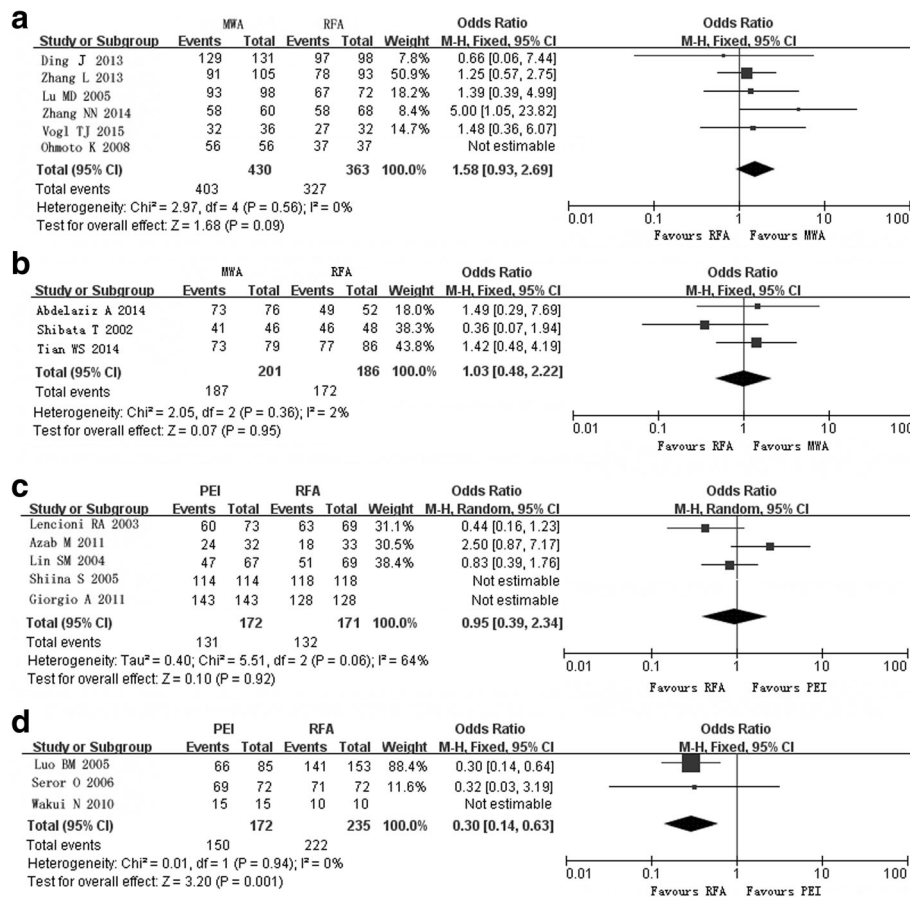 a
MWA RFA Odds Ratio Odds Ratio
Study or Subgroup Events Total Events Total Weight M-H, Fixed, 95% CI M-H, Fixed, 95% CI
Ding J 2013 129 131 97 98 7.8% 0.66 [0.06, 7.44]
Zhang L 2013 91 105 78 93 50.9% 1.25 [0.57, 2.75]
Lu MD 2005 93 98 67 72 18.2% 1.39 [0.39, 4.99]
Zhang NN 2014 58 60 58 68 8.4% 5.00 [1.05, 23.82]
Vogl TJ 2015 32 36 27 32 14.7% 1.48 [0.36, 6.07]
Ohmoto K 2008 56 56 37 37 Not estimable
Total (95% CI) 430 363 100.0% 1.58 [0.93, 2.69]
Total events 403 327
Heterogeneity: Chi² = 2.97, df = 4 (P = 0.56); I² = 0%
Test for overall effect: Z = 1.68 (P = 0.09)
0.01 0.1 1 10 100
Favours RFA Favours MWA
b
MWA RFA Odds Ratio Odds Ratio
Study or Subgroup Events Total Events Total Weight M-H, Fixed, 95% CI M-H, Fixed, 95% CI
Abdelaziz A 2014 73 76 49 52 18.0% 1.49 [0.29, 7.69]
Shibata T 2002 41 46 46 48 38.3% 0.36 [0.07, 1.94]
Tian WS 2014 73 79 77 86 43.8% 1.42 [0.48, 4.19]
Total (95% CI) 201 186 100.0% 1.03 [0.48, 2.22]
Total events 187 172
Heterogeneity: Chi² = 2.05, df = 2 (P = 0.36); I² = 2%
Test for overall effect: Z = 0.07 (P = 0.95)
0.01 0.1 1 10 100
Favours RFA Favours MWA
c
PEI RFA Odds Ratio Odds Ratio
Study or Subgroup Events Total Events Total Weight M-H, Random, 95% CI M-H, Random, 95% CI
Lencioni RA 2003 60 73 63 69 31.1% 0.44 [0.16, 1.23]
Azab M 2011 24 32 18 33 30.5% 2.50 [0.87, 7.17]
Lin SM 2004 47 67 51 69 38.4% 0.83 [0.39, 1.76]
Shiina S 2005 114 114 118 118 Not estimable
Giorgio A 2011 143 143 128 128 Not estimable
Total (95% CI) 172 171 100.0% 0.95 [0.39, 2.34]
Total events 131 132
Heterogeneity: Tau² = 0.40; Chi² = 5.51, df = 2 (P = 0.06); I² = 64%
Test for overall effect: Z = 0.10 (P = 0.92)
0.01 0.1 1 10 100
Favours RFA Favours PEI
d
PEI RFA Odds Ratio Odds Ratio
Study or Subgroup Events Total Events Total Weight M-H, Fixed, 95% CI M-H, Fixed, 95% CI
Luo BM 2005 66 85 141 153 88.4% 0.30 [0.14, 0.64]
Seror O 2006 69 72 71 72 11.6% 0.32 [0.03, 3.19]
Wakui N 2010 15 15 10 10 Not estimable
Total (95% CI) 172 235 100.0% 0.30 [0.14, 0.63]
Total events 150 222
Heterogeneity: Chi² = 0.01, df = 1 (P = 0.94); I² = 0%
Test for overall effect: Z = 3.20 (P = 0.001)
0.01 0.1 1 10 100
Favours RFA Favours PEI